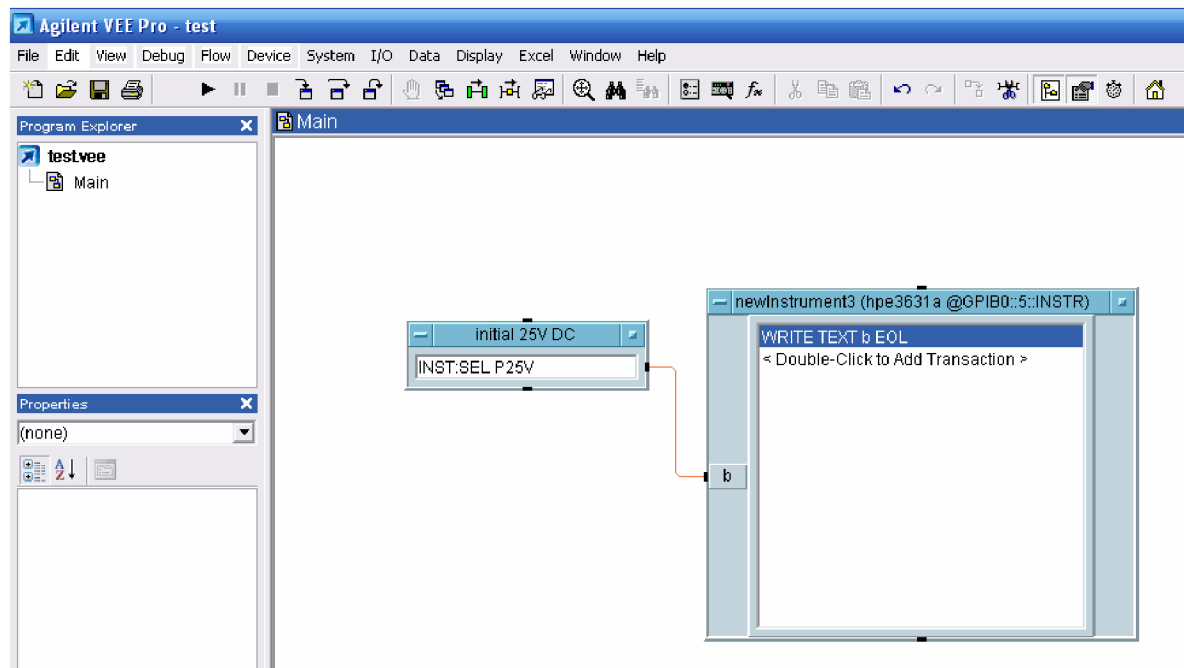 Agilent VEE Pro - test
File Edit View Debug Flow Device System I/O Data Display Excel Window Help
Program Explorer
test.vee
Main
Properties
(none)
Main
initial 25V DC
INST:SEL P25V
newInstrument3 (hpe3631a @GPIB0::5::INSTR)
WRITE TEXT b EOL
< Double-Click to Add Transaction >
b